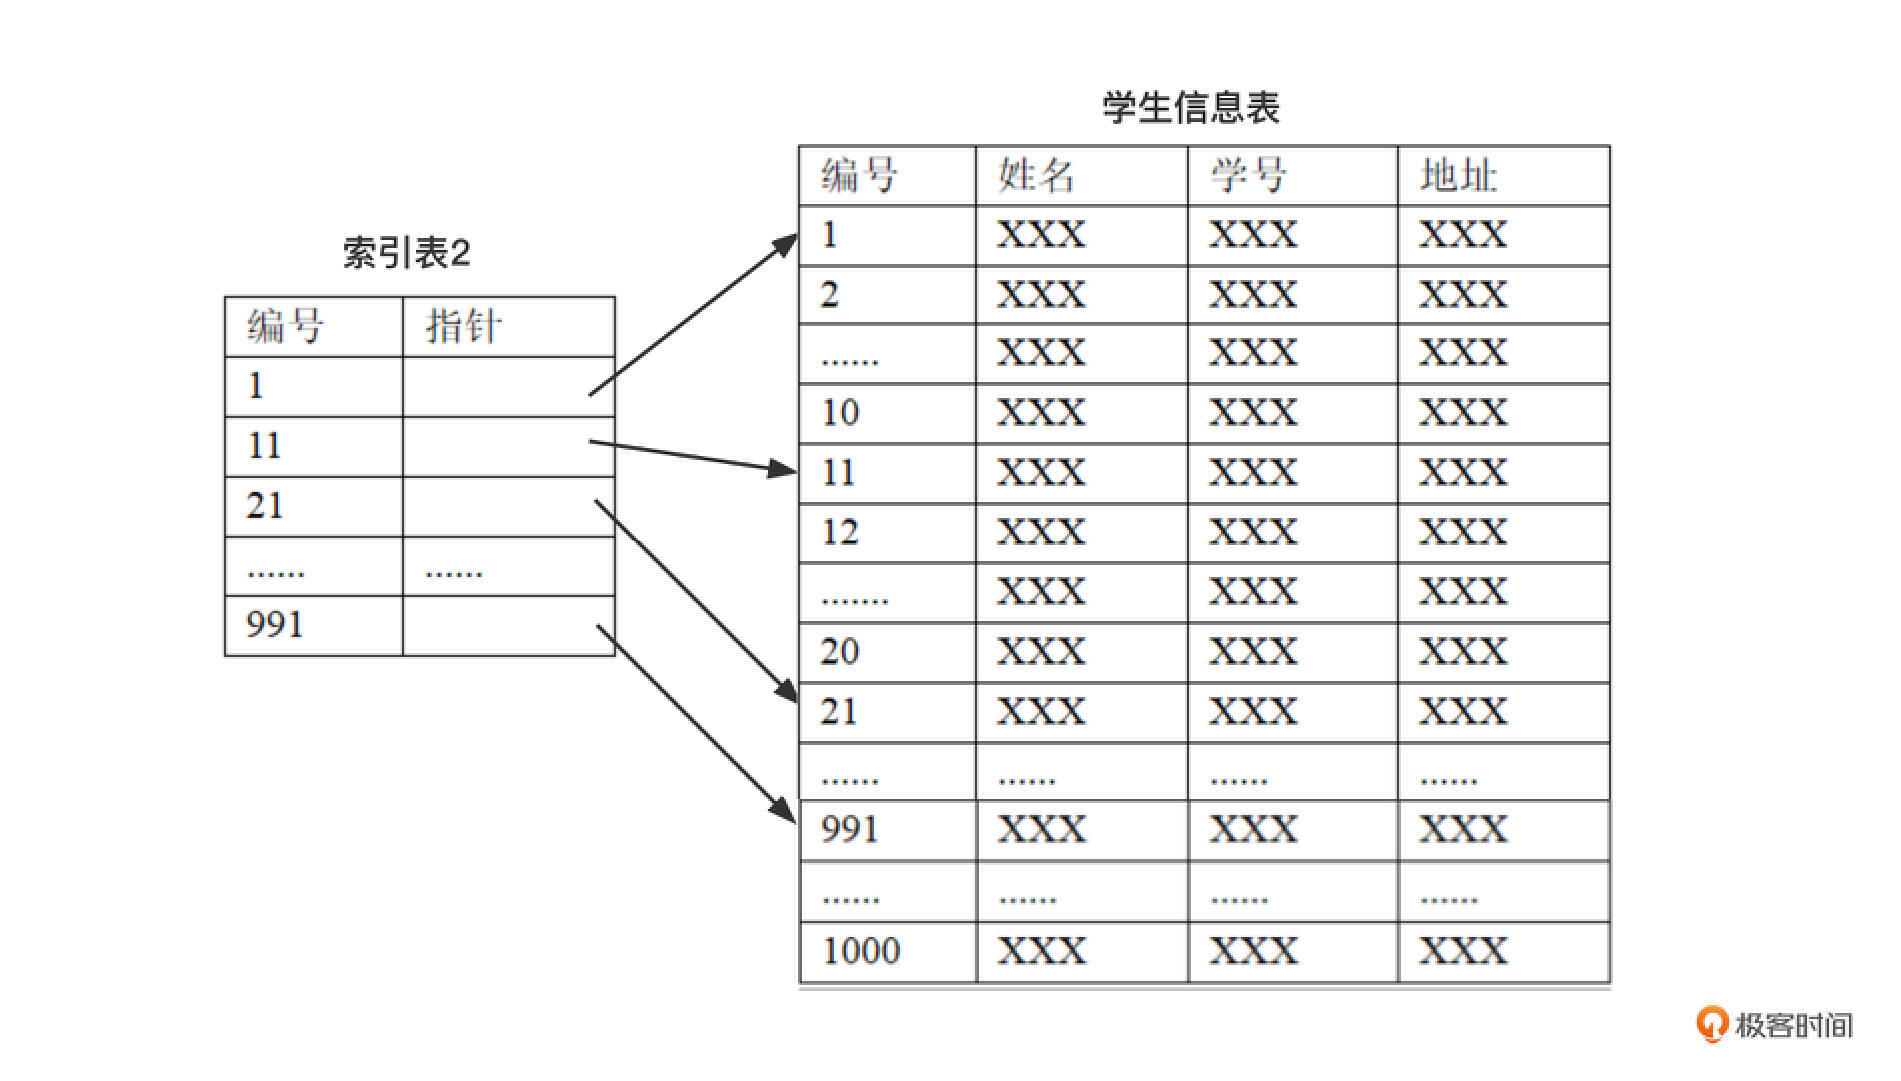 学生信息表
索引表2
编号 指针
1
11
21
...... ......
991
编号 姓名 学号 地址
1 XXX XXX XXX
2 XXX XXX XXX
...... XXX XXX XXX
10 XXX XXX XXX
11 XXX XXX XXX
12 XXX XXX XXX
....... XXX XXX XXX
20 XXX XXX XXX
21 XXX XXX XXX
...... ...... ...... ......
991 XXX XXX XXX
...... ...... ...... ......
1000 XXX XXX XXX
极客时间